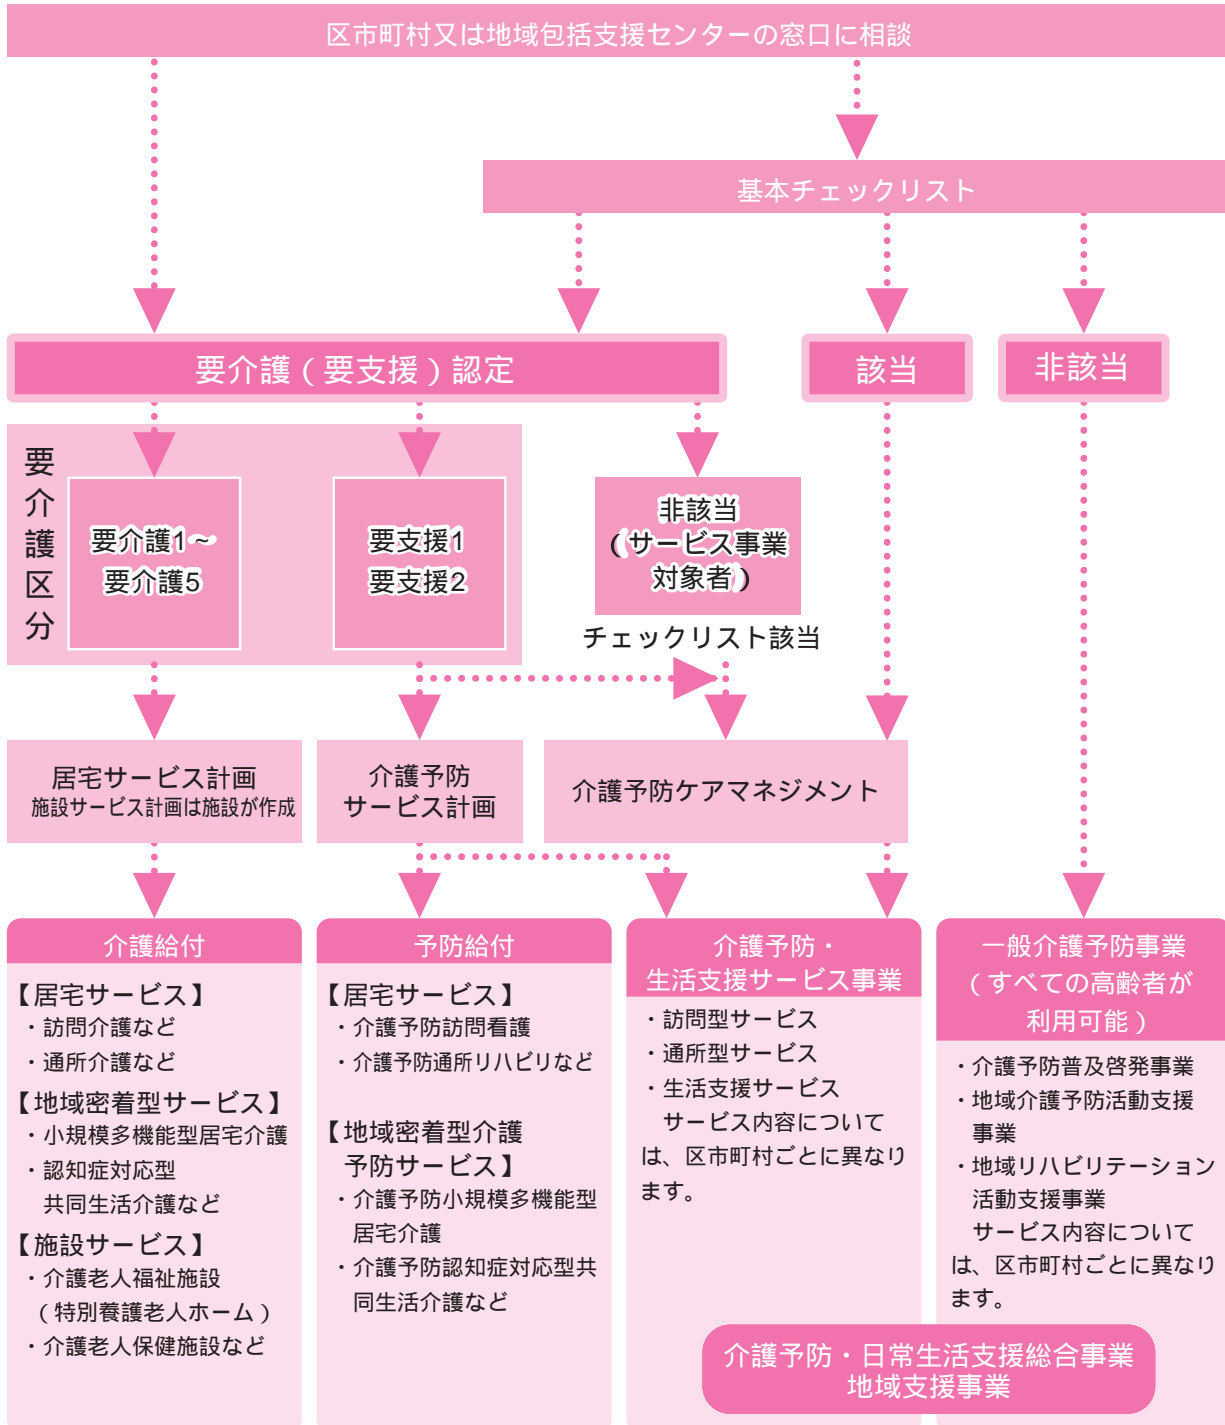 区市町村又は地域包括支援センターの窓口に相談
基本チェックリスト
要介護(要支援)認定
該当
非該当
要介護区分
要介護1~
要介護5
要支援1
要支援2
非該当
(サービス事業
対象者)
チェックリスト該当
居宅サービス計画
施設サービス計画は施設が作成
介護予防
サービス計画
介護予防ケアマネジメント
介護給付
【居宅サービス】
・訪問介護など
・通所介護など
【地域密着型サービス】
・小規模多機能型居宅介護
・認知症対応型
共同生活介護など
【施設サービス】
・介護老人福祉施設
(特別養護老人ホーム)
・介護老人保健施設など
予防給付
【居宅サービス】
・介護予防訪問看護
・介護予防通所リハビリなど
【地域密着型介護
予防サービス】
・介護予防小規模多機能型
居宅介護
・介護予防認知症対応型共
同生活介護など
介護予防・
生活支援サービス事業
・訪問型サービス
・通所型サービス
・生活支援サービス
サービス内容について
は、区市町村ごとに異なり
ます。
一般介護予防事業
(すべての高齢者が
利用可能)
・介護予防普及啓発事業
・地域介護予防活動支援
事業
・地域リハビリテーション
活動支援事業
サービス内容について
は、区市町村ごとに異なり
ます。
介護予防・日常生活支援総合事業
地域支援事業